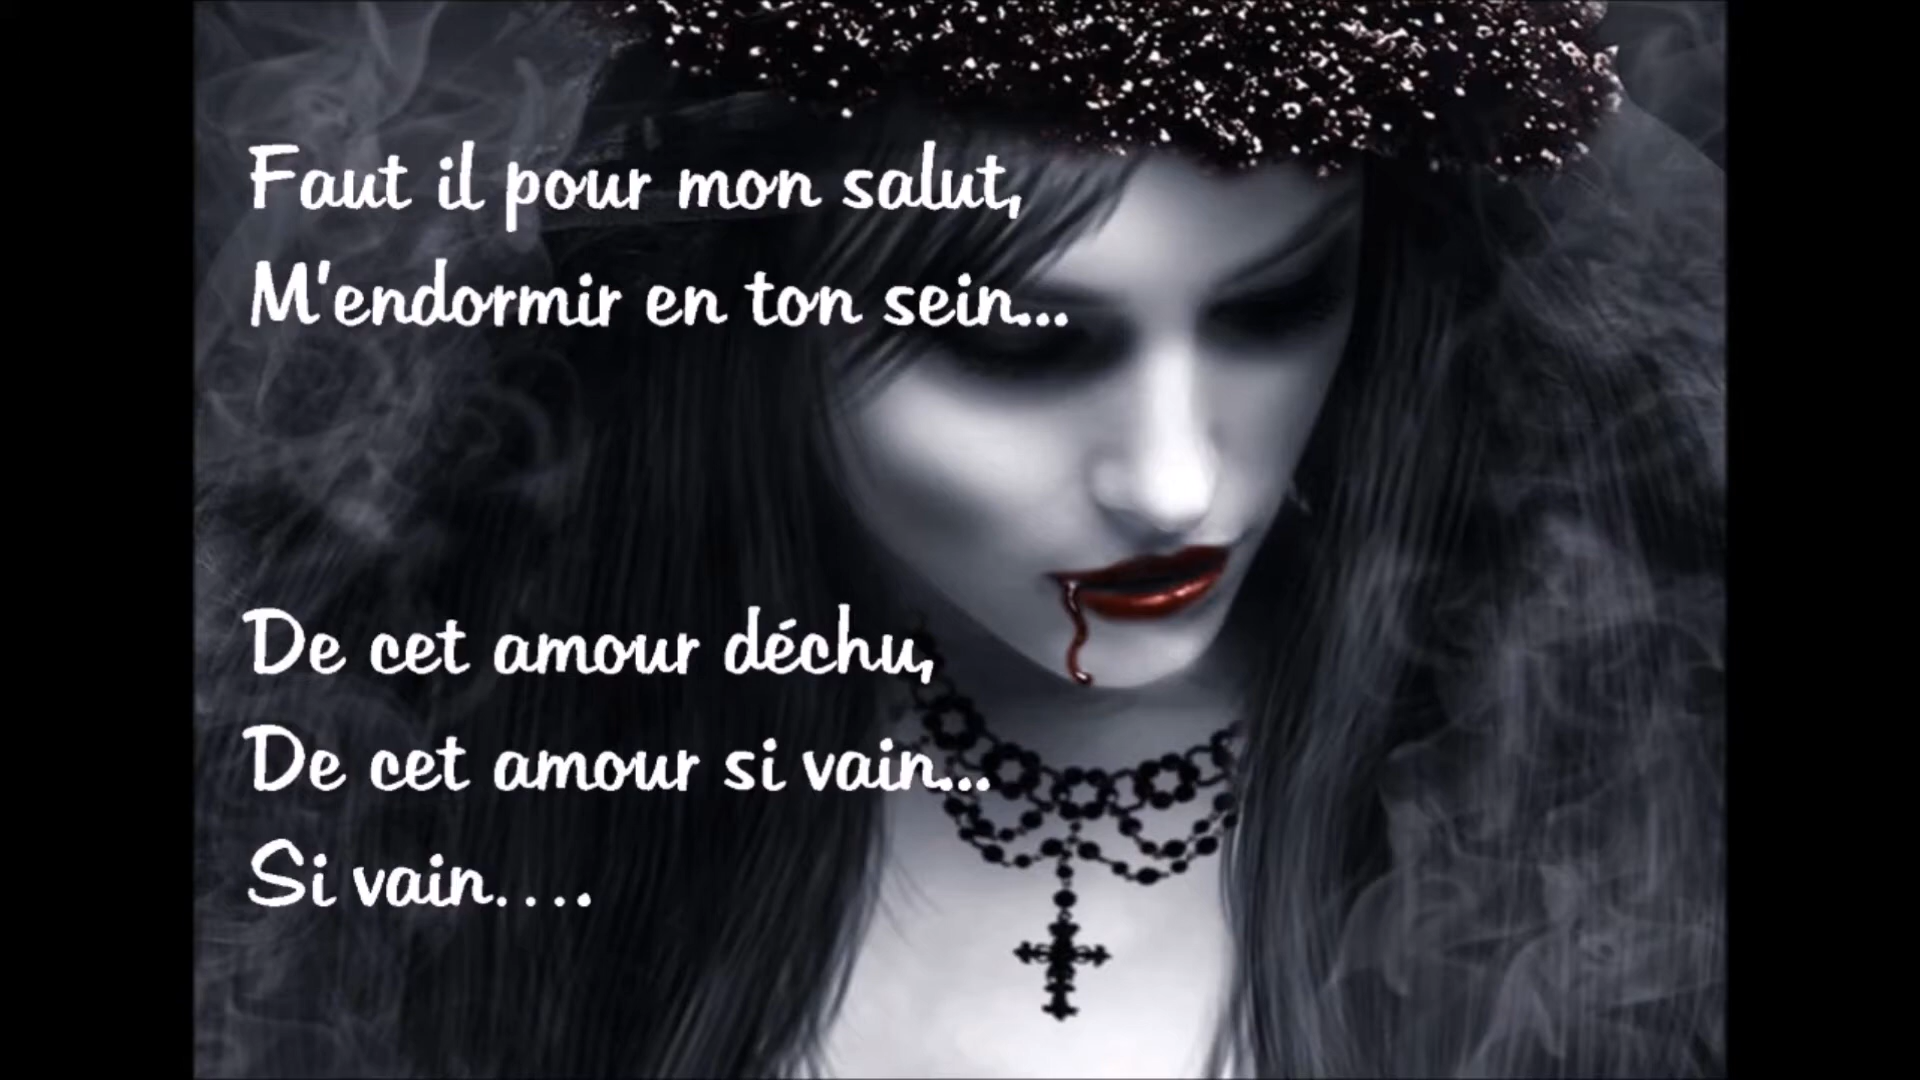 Faut il pour mon salut,
M'endormir en ton sein...
De cet amour déchu,
De cet amour si vain...
Si vain....